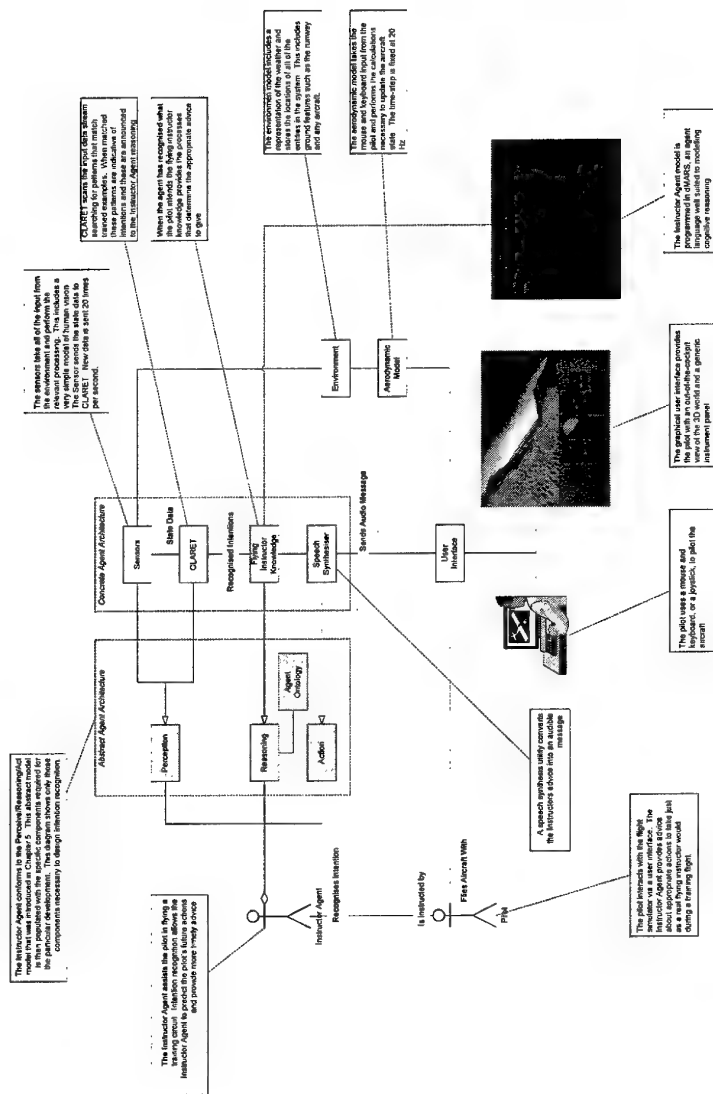 The Instructor Agent conforms to the Perceive/Reasoning/Act
model that was introduced in Chapter 5. This abstract model
is then populated with the specific components required for
the particular development. This diagram shows only those
components necessary to design intention recognition.
The sensors take all of the input from
the environment and perform the
relevant processing. This includes a
very simple model of human vision
The Sensor sends the state data to
CLARET New data is sent 20 times
per second.
CLARET scans the input data stream
searching for patterns that match
trained examples. When matched
these patterns are indicative of
intentions and these are announced
to the Instructor Agent reasoning
When the agent has recognised what
the pilot intends the flying instructor
knowledge provides the processes
that determine the appropriate advice
to give
The environmen model includes a
representation of the weather and
stores the locations of all of the
entities in the system This includes
ground features such as the runway
and any aircraft.
The aerodynamic model takes the
mouse and keyboard input from the
pilot and performs the calculations
necessary to update the aircraft
state The time-step is fixed at 20
Hz
The Instructor Agent assists the pilot in flying a
training circuit Intention recognition allows the
Instructor Agent to predict the pilot's future actions
and provide more timely advice
Abstract Agent Architecture
Perception
Reasoning
Agent
Ontology
Action
Concrete Agent Architecture
Sensors
State Data
CLARET
Recognised Intentions
Flying
Instructor
Knowledge
Speech
Synthesiser
Sends Audio Message
Environment
Aerodynamic
Model
User
Interface
Instructor Agent
Recognises Intention
Is instructed by
Flies Aircraft With
Pilot
A speech synthesis utility converts
the Instructors advice into an audible
message
The pilot interacts with the flight
simulator via a user interface. The
Instructor Agent provides advice
about appropriate actions to take just
as a real flying instructor would
during a training flight
The pilot uses a mouse and
keyboard, or a joystick, to pilot the
aircraft
The graphical user interface provides
the pilot with an out-of-the-cockpit
view of the 3D world and a generic
instrument panel
The Instructor Agent model is
programmed in dMARS, an agent
language well suited to modelling
cognitive reasoning